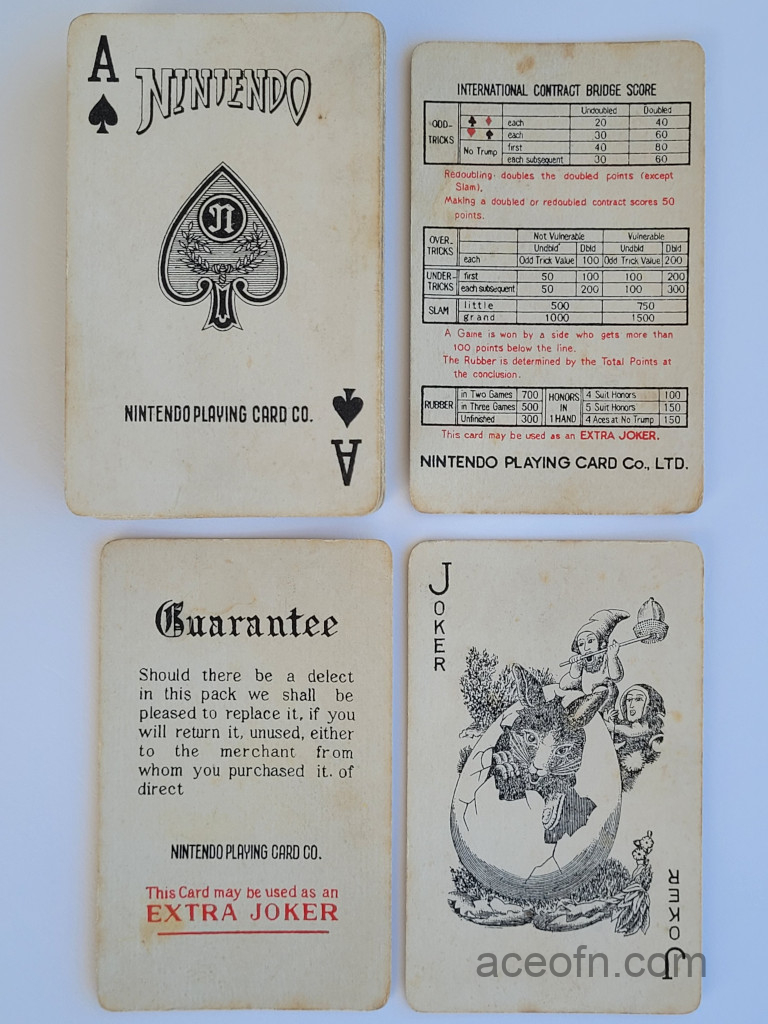 A
NINTENDO
N
NINTENDO PLAYING CARD CO.
A
INTERNATIONAL CONTRACT BRIDGE SCORE
Undoubled Doubled
ODD-TRICKS ♣ ♦ each 20 40
♥ ♠ each 30 60
No Trump first 40 80
each subsequent 30 60
Redoubling doubles the doubled points (except
Slam).
Making a doubled or redoubled contract scores 50
points.
OVER-TRICKS Not Vulnerable Vulnerable
Undbld Dbld Undbld Dbld
each Odd Trick Value 100 Odd Trick Value 200
UNDER-TRICKS first 50 100 100 200
each subsequent 50 200 100 300
SLAM little 500 750
grand 1000 1500
A Game is won by a side who gets more than
100 points below the line.
The Rubber is determined by the Total Points at
the conclusion.
RUBBER in Two Games 700 HONORS IN 1 HAND 4 Suit Honors 100
in Three Games 500 5 Suit Honors 150
Unfinished 300 4 Aces at No Trump 150
This card may be used as an EXTRA JOKER.
NINTENDO PLAYING CARD Co., LTD.
Guarantee
Should there be a delect
in this pack we shall be
pleased to replace it, if you
will return it, unused, either
to the merchant from
whom you purchased it. of
direct
NINTENDO PLAYING CARD CO.
This Card may be used as an
EXTRA JOKER
JOKER
JOKER
aceofn.com